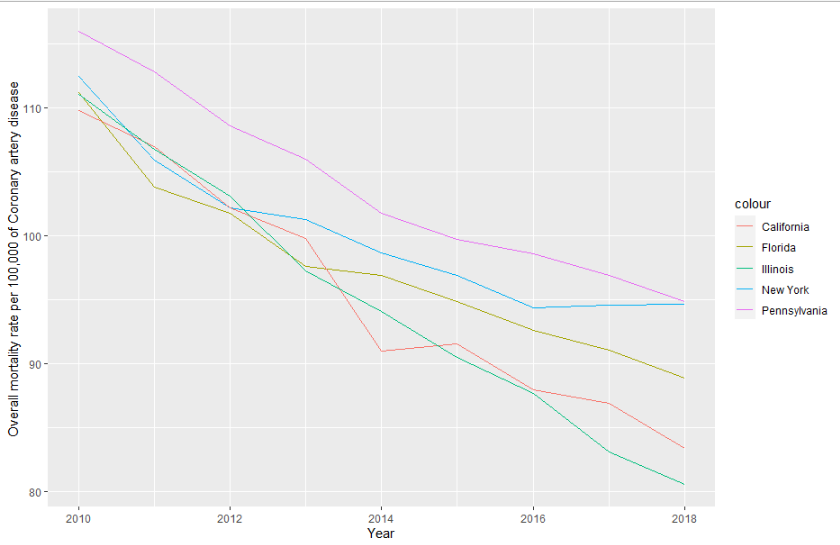 Overall mortality rate per 100,000 of Coronary artery disease
110
100
90
80
2010
2012
2014
2016
2018
Year
colour
California
Florida
Illinois
New York
Pennsylvania